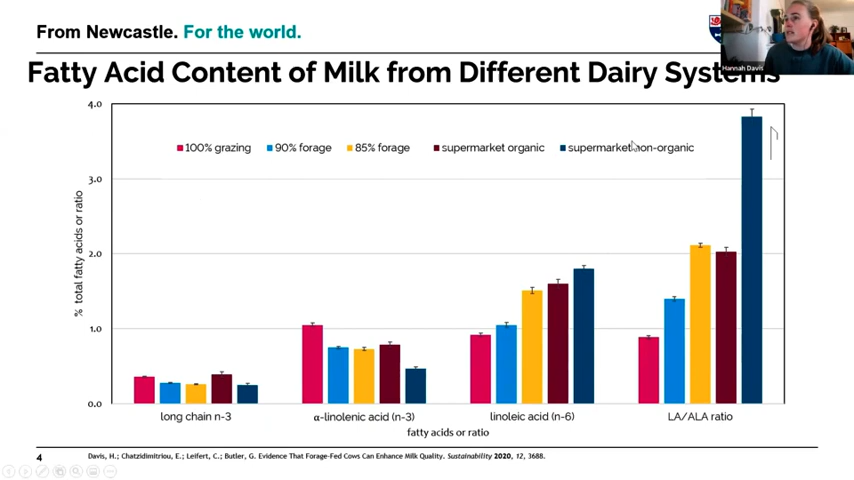 From Newcastle. For the world.
Hannah Davis
Fatty Acid Content of Milk from Different Dairy Systems
4.0
100% grazing 90% forage 85% forage supermarket organic supermarket non-organic
3.0
% total fatty acids or ratio
2.0
1.0
0.0
long chain n-3 α-linolenic acid (n-3) linoleic acid (n-6) LA/ALA ratio
fatty acids or ratio
4
Davis, H.; Chatzidimitriou, E.; Leifert, C.; Butler, G. Evidence That Forage-Fed Cows Can Enhance Milk Quality. Sustainability 2020, 12, 3688.